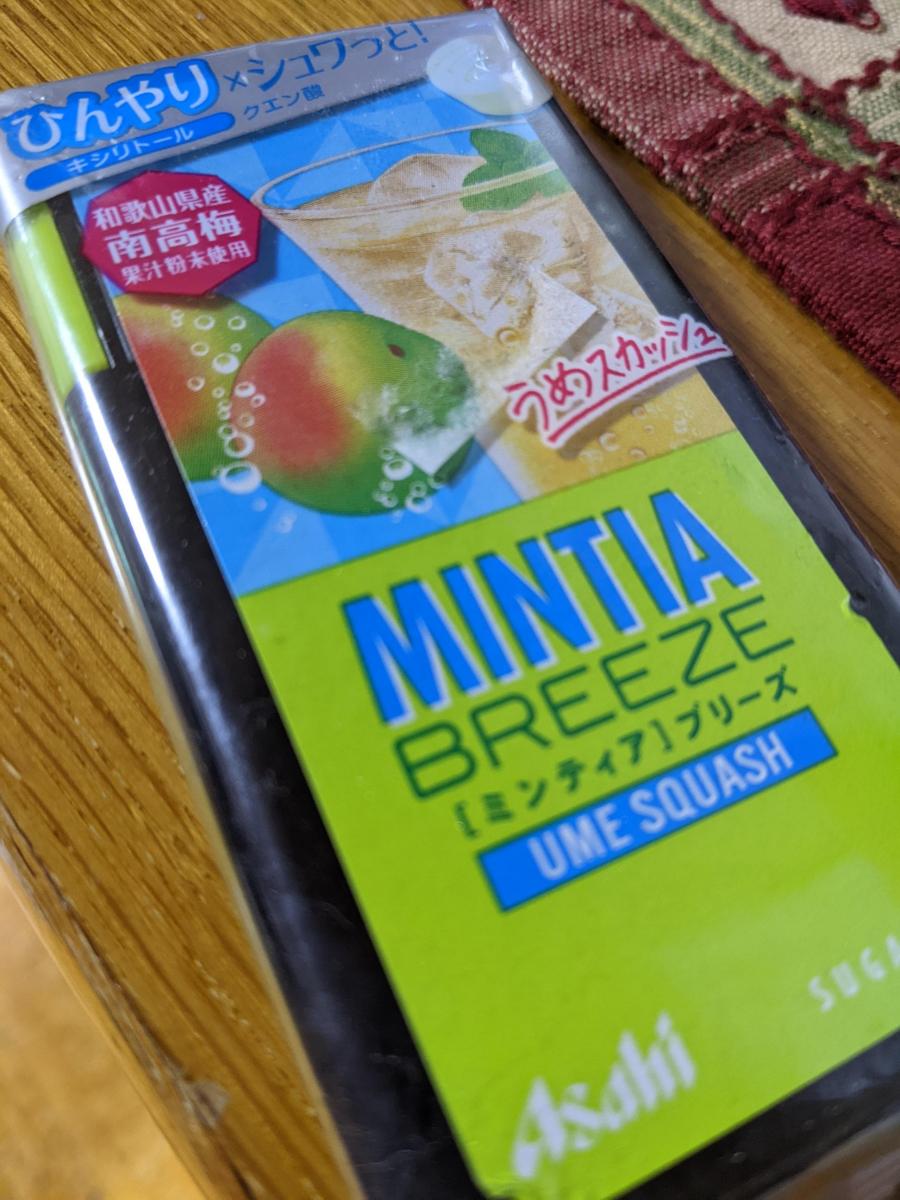 ひんやり×シュワっと!
キシリトール クエン酸
和歌山県産
南高梅
果汁粉末使用
うめスカッシュ
MINTIA
BREEZE
[ミンティア]ブリーズ
UME SQUASH
Asahi